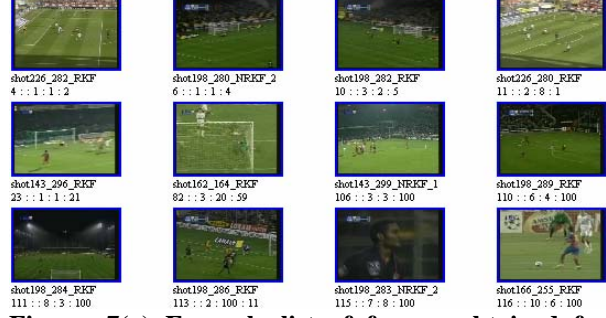 shot226_282_RKF
4 : : 1 : 1 : 2
shot198_280_NRKF_2
6 : : 1 : 1 : 4
shot198_282_RKF
10 : : 3 : 2 : 5
shot226_280_RKF
11 : : 2 : 8 : 1
shot143_296_RKF
23 : : 1 : 1 : 21
shot162_164_RKF
82 : : 3 : 20 : 59
shot143_299_NRKF_1
106 : : 3 : 3 : 100
shot198_289_RKF
110 : : 6 : 4 : 100
shot198_284_RKF
111 : : 8 : 3 : 100
shot198_286_RKF
113 : : 2 : 100 : 11
shot198_283_NRKF_2
115 : : 7 : 8 : 100
shot166_255_RKF
116 : : 10 : 6 : 100